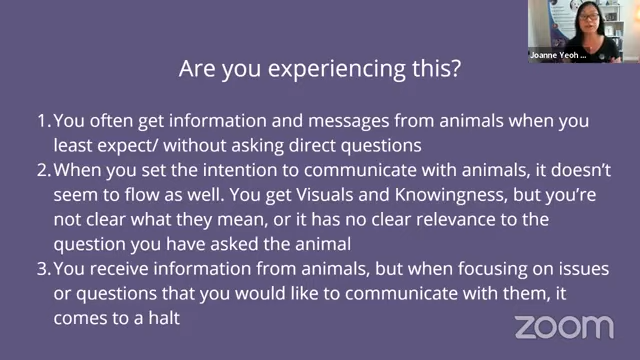 Joanne Yeoh ...
Are you experiencing this?
1. You often get information and messages from animals when you
least expect/ without asking direct questions
2. When you set the intention to communicate with animals, it doesn't
seem to flow as well. You get Visuals and Knowingness, but you're
not clear what they mean, or it has no clear relevance to the
question you have asked the animal
3. You receive information from animals, but when focusing on issues
or questions that you would like to communicate with them, it
comes to a halt
zoom